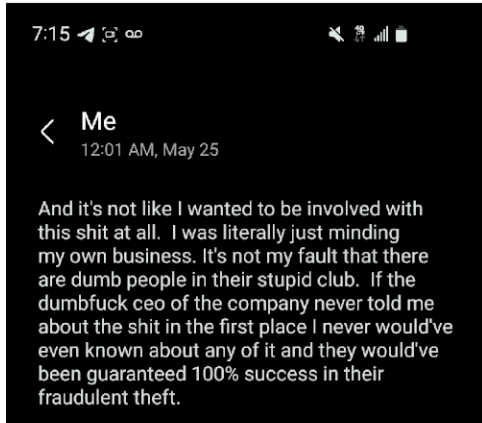 7:15
Me
12:01 AM, May 25
And it's not like I wanted to be involved with
this shit at all.  I was literally just minding
my own business. It's not my fault that there
are dumb people in their stupid club.  If the
dumbfuck ceo of the company never told me
about the shit in the first place I never would've
even known about any of it and they would've
been guaranteed 100% success in their
fraudulent theft.